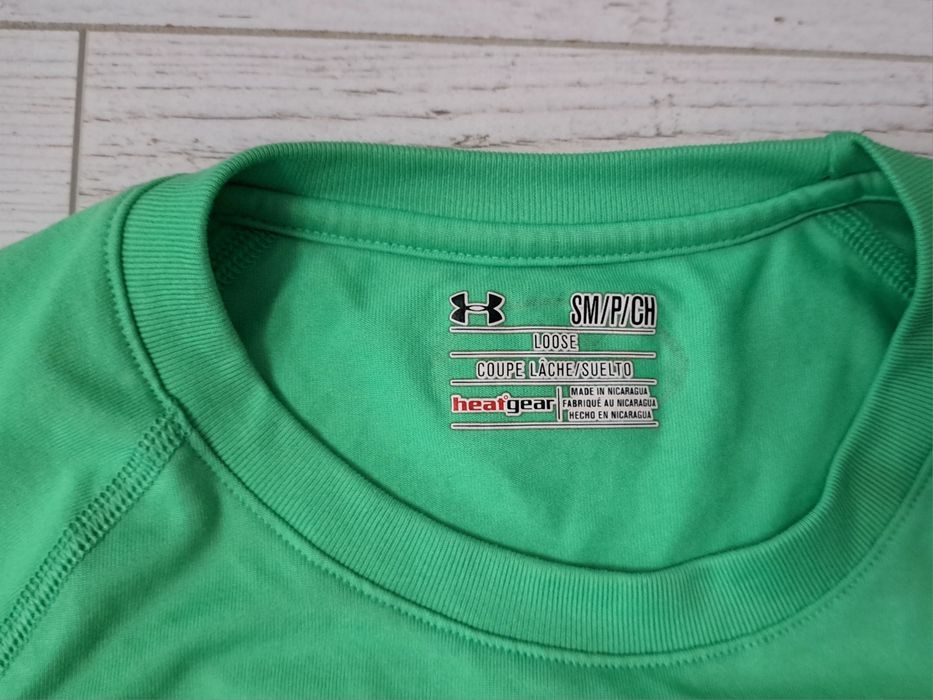 SM/P/CH
LOOSE
COUPE LÂCHE/SUELTO
heatgear
MADE IN NICARAGUA
FABRIQUÉ AU NICARAGUA
HECHO EN NICARAGUA